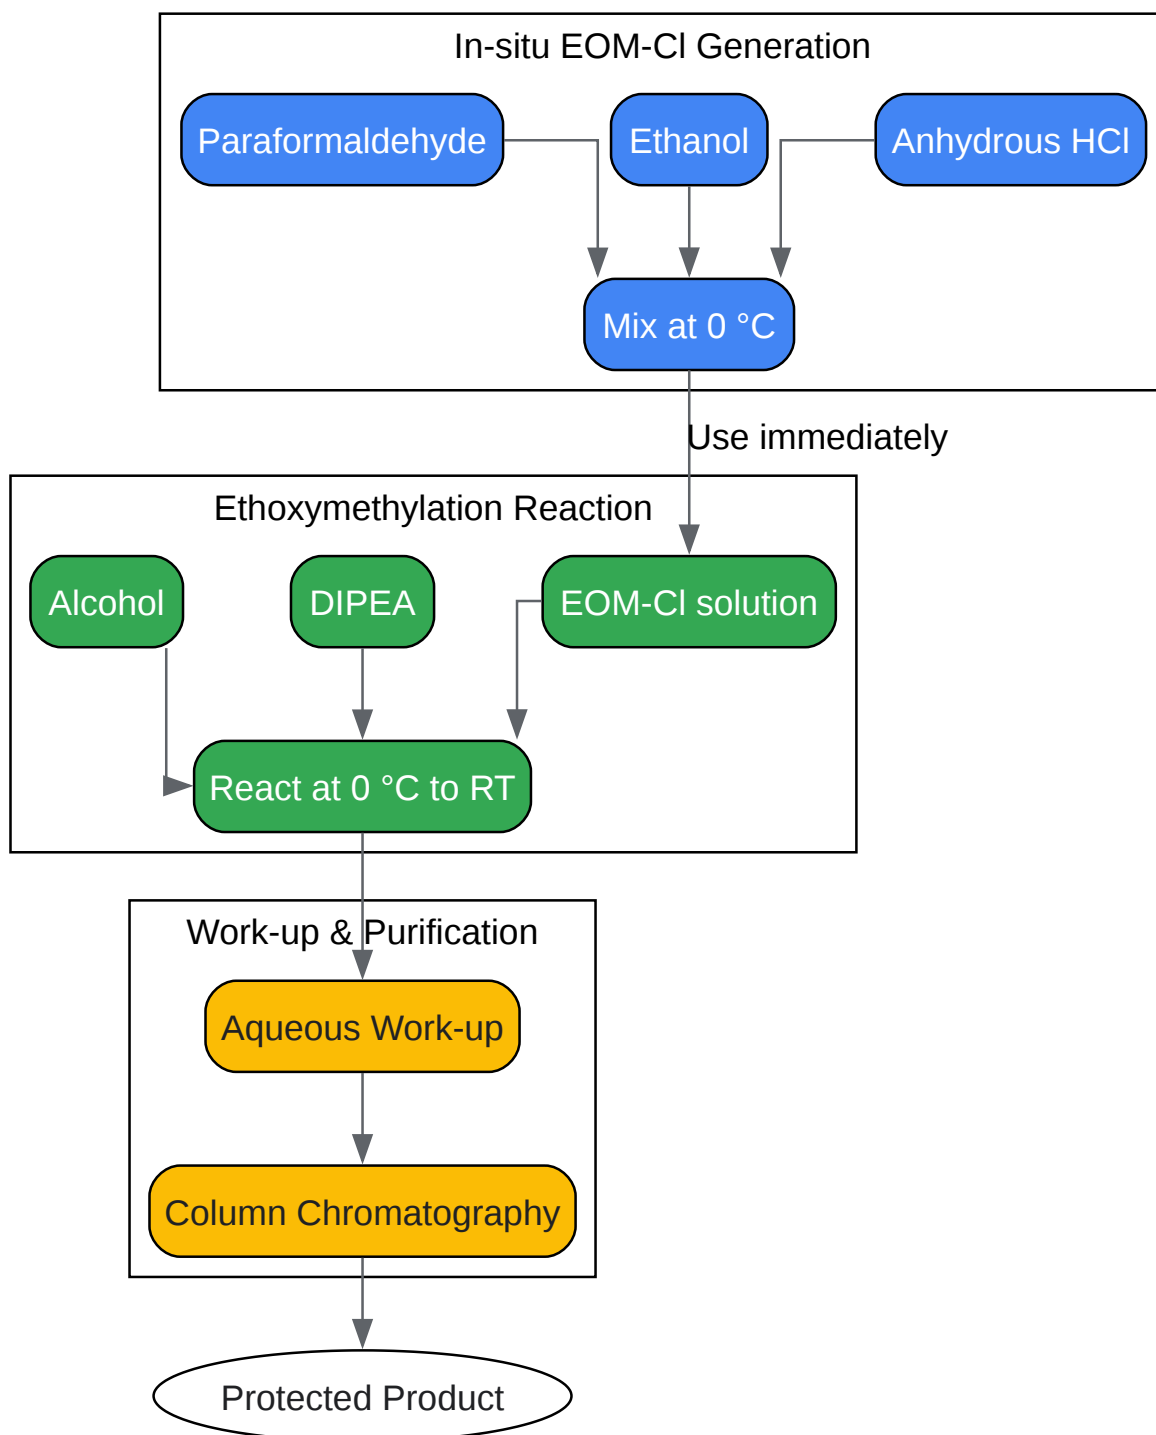 In-situ EOM-Cl Generation
Paraformaldehyde
Ethanol
Anhydrous HCl
Mix at 0 °C
Use immediately
Ethoxymethylation Reaction
Alcohol
DIPEA
EOM-Cl solution
React at 0 °C to RT
Work-up & Purification
Aqueous Work-up
Column Chromatography
Protected Product